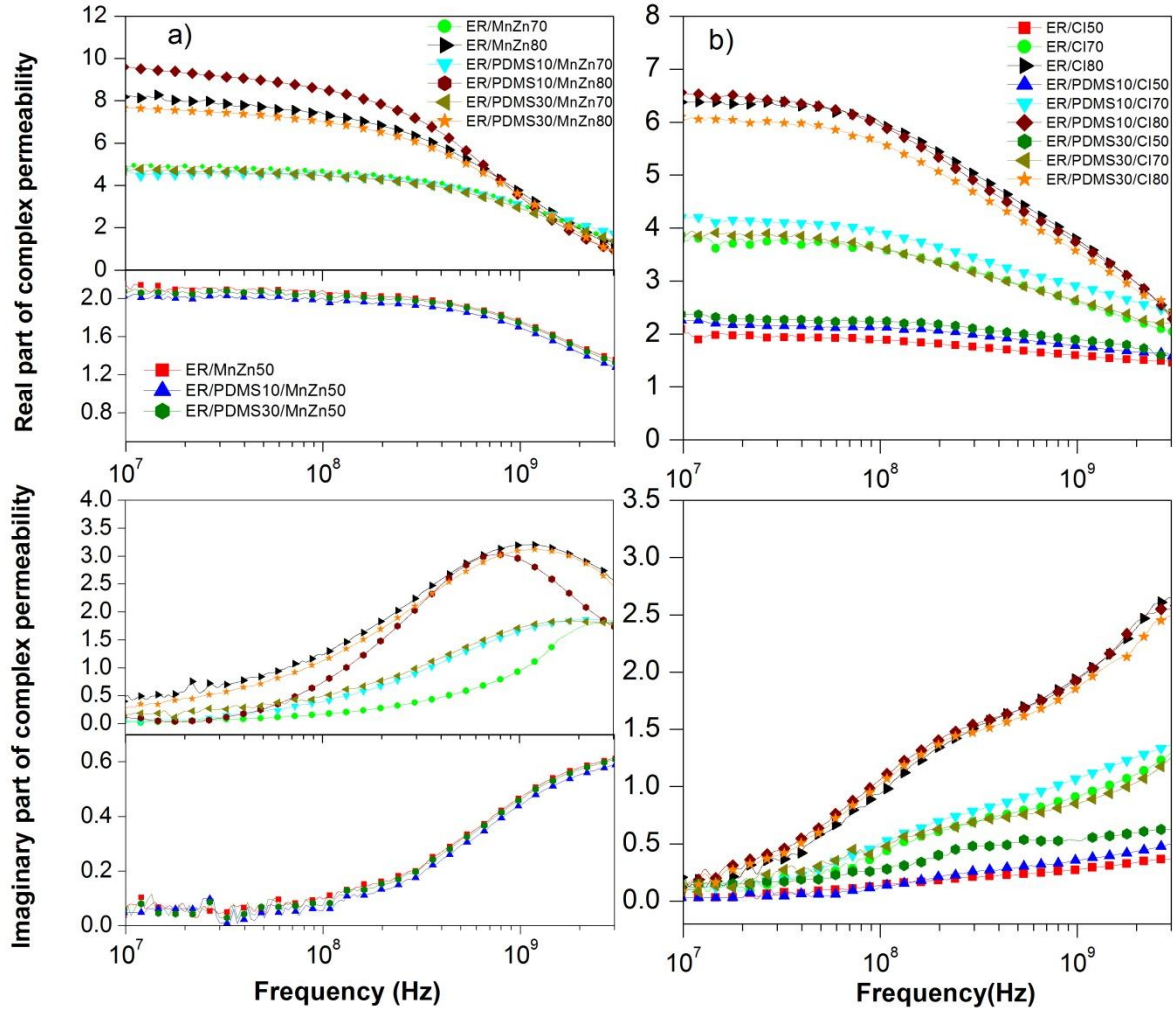 Real part of complex permeability
12
10
8
6
4
2
0
a)
ER/MnZn70
ER/MnZn80
ER/PDMS10/MnZn70
ER/PDMS10/MnZn80
ER/PDMS30/MnZn70
ER/PDMS30/MnZn80
2.0
1.6
1.2
0.8
ER/MnZn50
ER/PDMS10/MnZn50
ER/PDMS30/MnZn50
10^7
10^8
10^9
8
7
6
5
4
3
2
1
0
b)
ER/CI50
ER/CI70
ER/CI80
ER/PDMS10/CI50
ER/PDMS10/CI70
ER/PDMS10/CI80
ER/PDMS30/CI50
ER/PDMS30/CI70
ER/PDMS30/CI80
10^7
10^8
10^9
Imaginary part of complex permeability
4.0
3.5
3.0
2.5
2.0
1.5
1.0
0.5
0.0
0.6
0.4
0.2
0.0
10^7
10^8
10^9
Frequency (Hz)
3.5
3.0
2.5
2.0
1.5
1.0
0.5
0.0
10^7
10^8
10^9
Frequency(Hz)